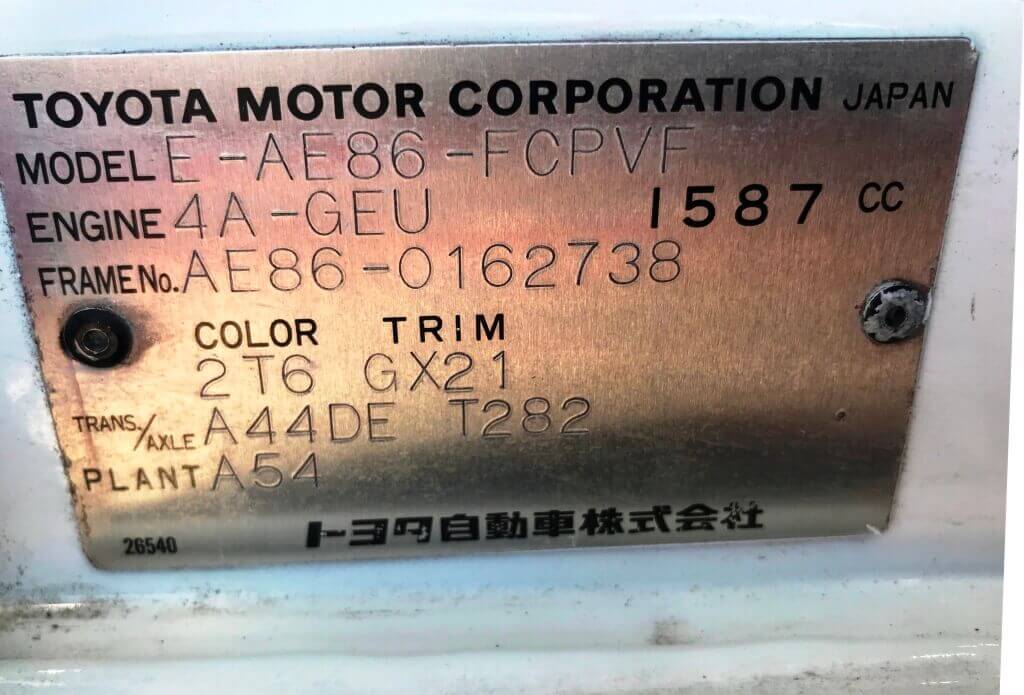 TOYOTA MOTOR CORPORATION JAPAN
MODEL E-AE86-FCPVF
ENGINE 4A-GEU 1587 CC
FRAME No. AE86-0162738
COLOR TRIM
2T6 GX21
TRANS./AXLE A44DE T282
PLANT A54
26540 トヨタ自動車株式会社